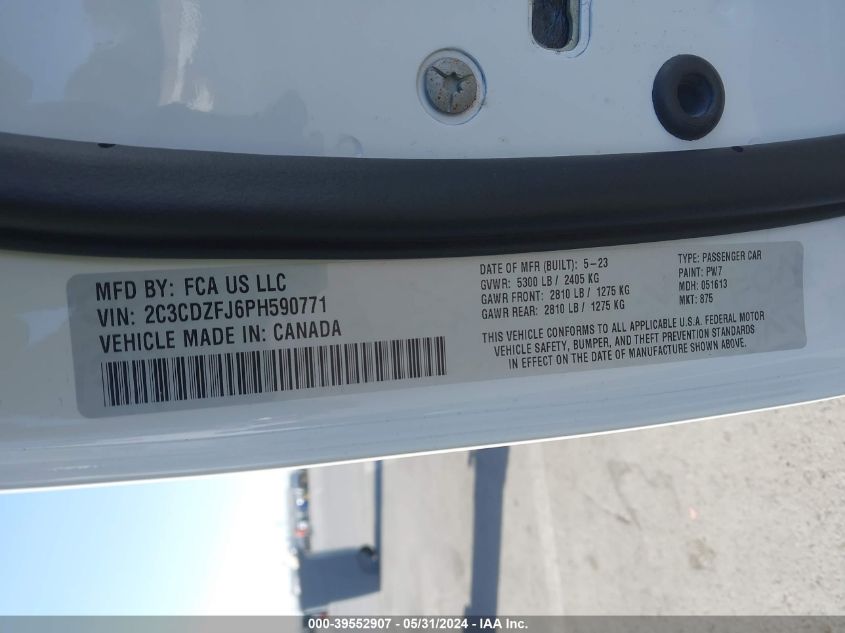 MFD BY: FCA US LLC
VIN: 2C3CDZFJ6PH590771
VEHICLE MADE IN: CANADA
DATE OF MFR (BUILT): 5-23
GVWR: 5300 LB / 2405 KG
GAWR FRONT: 2810 LB / 1275 KG
GAWR REAR: 2810 LB / 1275 KG
TYPE: PASSENGER CAR
PAINT: PW7
MDH: 051613
MKT: 875
THIS VEHICLE CONFORMS TO ALL APPLICABLE U.S.A. FEDERAL MOTOR
VEHICLE SAFETY, BUMPER, AND THEFT PREVENTION STANDARDS
IN EFFECT ON THE DATE OF MANUFACTURE SHOWN ABOVE.
000-39552907 - 05/31/2024 - IAA Inc.